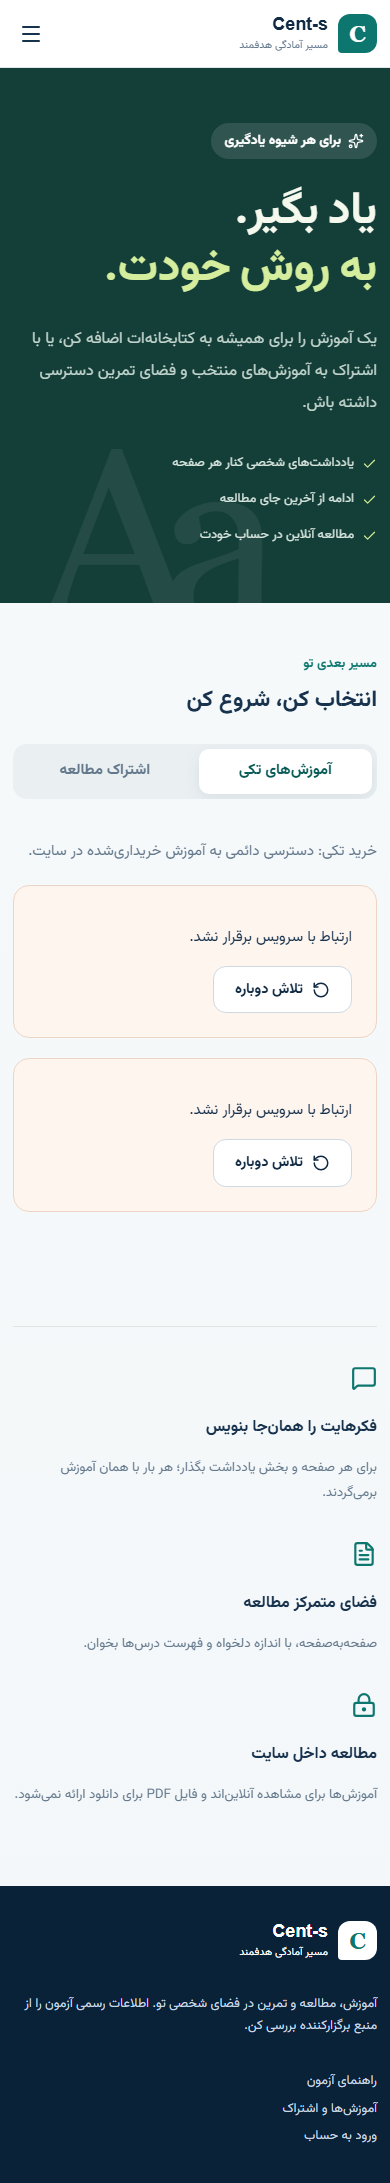 Cent-s
مسیر آمادگی هدفمند
C
برای هر شیوه یادگیری
یاد بگیر.
به روش خودت.
یک آموزش را برای همیشه به کتابخانه‌ات اضافه کن، یا با
اشتراک به آموزش‌های منتخب و فضای تمرین دسترسی
داشته باش.
Aa
یادداشت‌های شخصی کنار هر صفحه
ادامه از آخرین جای مطالعه
مطالعه آنلاین در حساب خودت
مسیر بعدی تو
انتخاب کن، شروع کن
آموزش‌های تکی
اشتراک مطالعه
خرید تکی: دسترسی دائمی به آموزش خریداری‌شده در سایت.
ارتباط با سرویس برقرار نشد.
تلاش دوباره
ارتباط با سرویس برقرار نشد.
تلاش دوباره
فکرهایت را همان‌جا بنویس
برای هر صفحه و بخش یادداشت بگذار؛ هر بار با همان آموزش
برمی‌گردند.
فضای متمرکز مطالعه
صفحه‌به‌صفحه، با اندازه دلخواه و فهرست درس‌ها بخوان.
مطالعه داخل سایت
آموزش‌ها برای مشاهده آنلاین‌اند و فایل PDF برای دانلود ارائه نمی‌شود.
Cent-s
مسیر آمادگی هدفمند
C
آموزش، مطالعه و تمرین در فضای شخصی تو. اطلاعات رسمی آزمون را از
منبع برگزارکننده بررسی کن.
راهنمای آزمون
آموزش‌ها و اشتراک
ورود به حساب